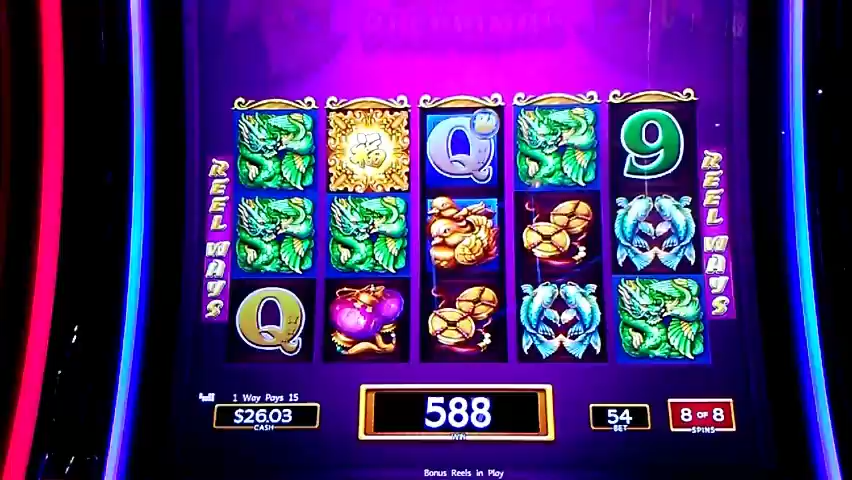 福
Q
9
REEL WAYS
REEL WAYS
Q
1 Way Pays 15
$26.03
CASH
588
WIN
54
BET
8 OF 8
SPINS
Bonus Reels in Play